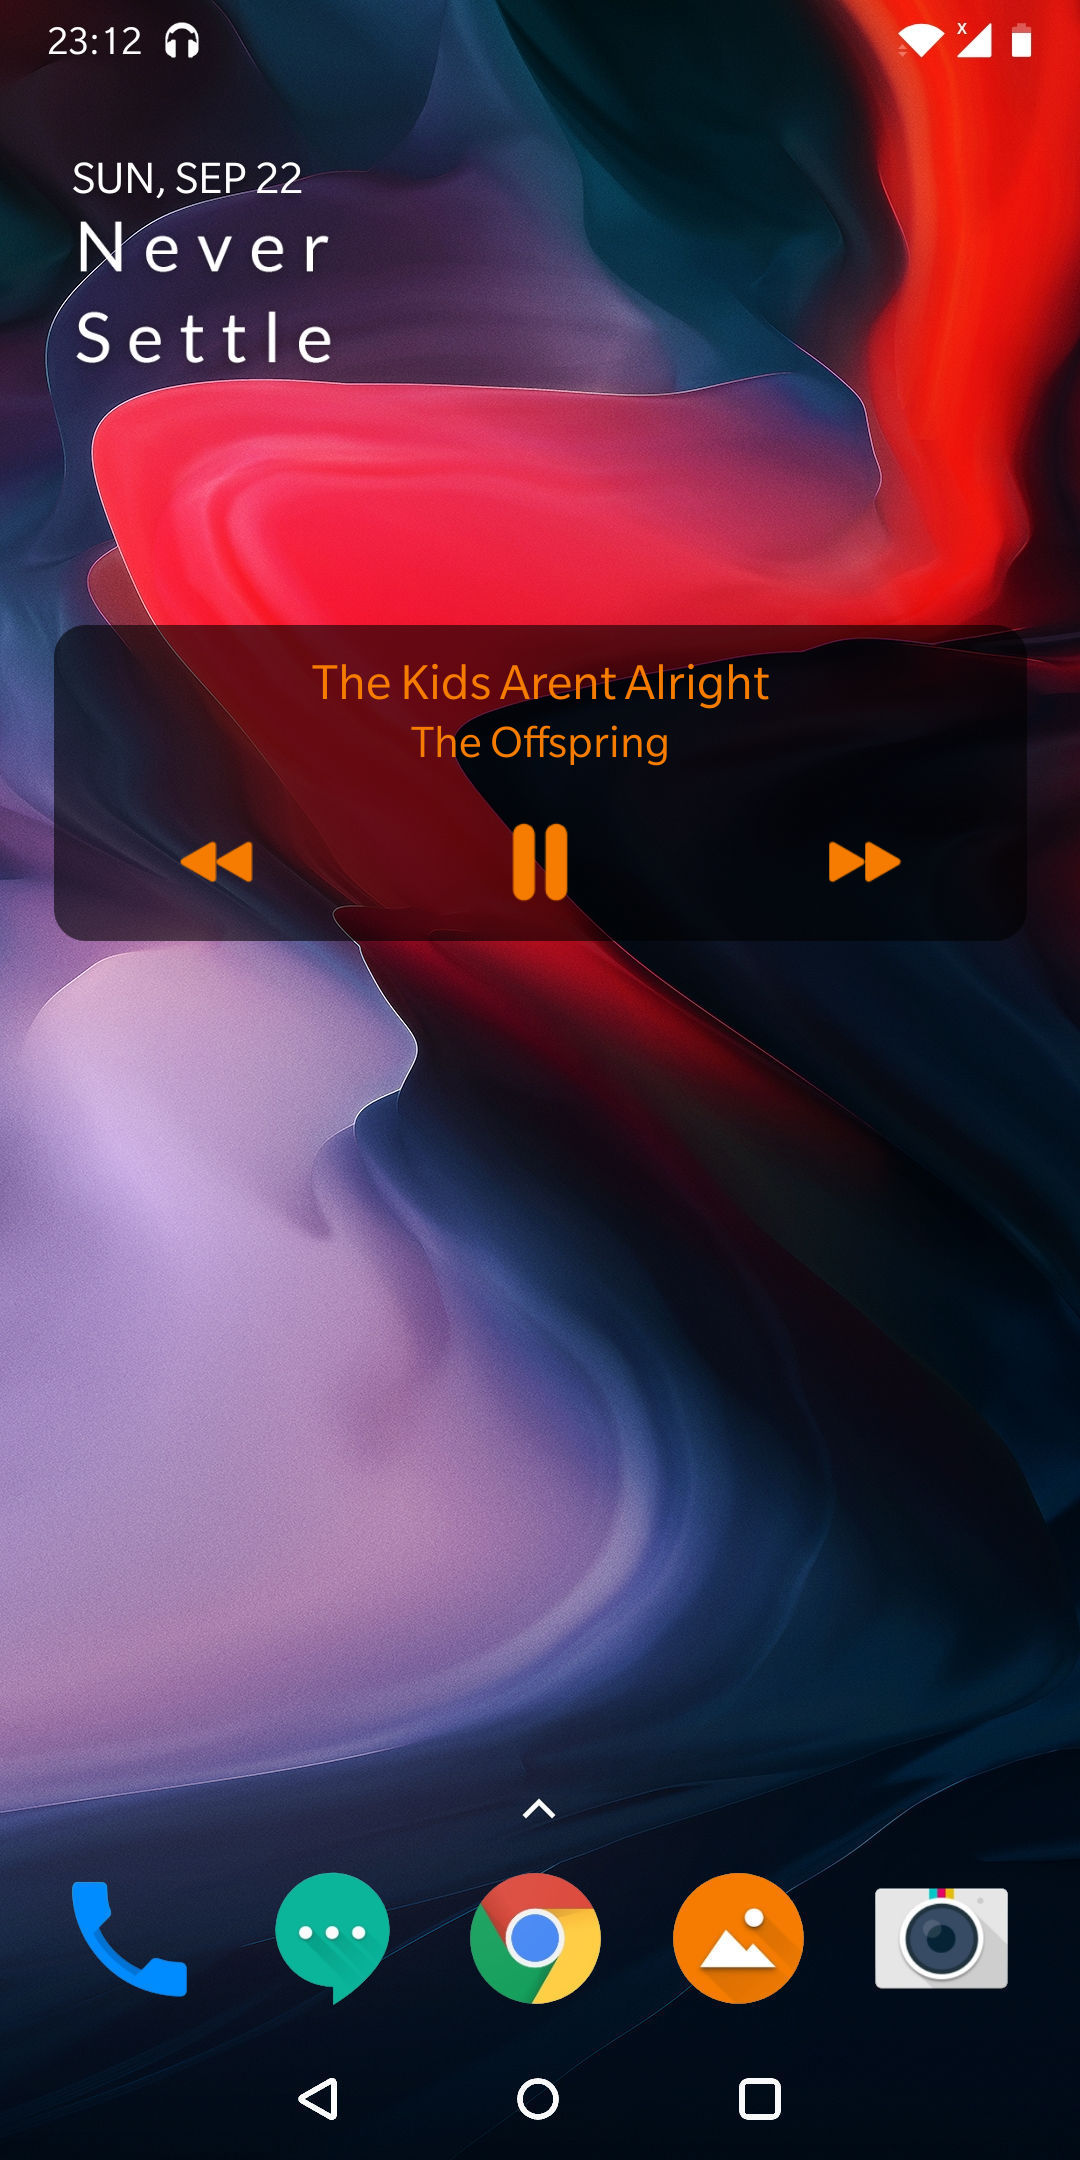 23:12
x
SUN, SEP 22
Never
Settle
The Kids Arent Alright
The Offspring